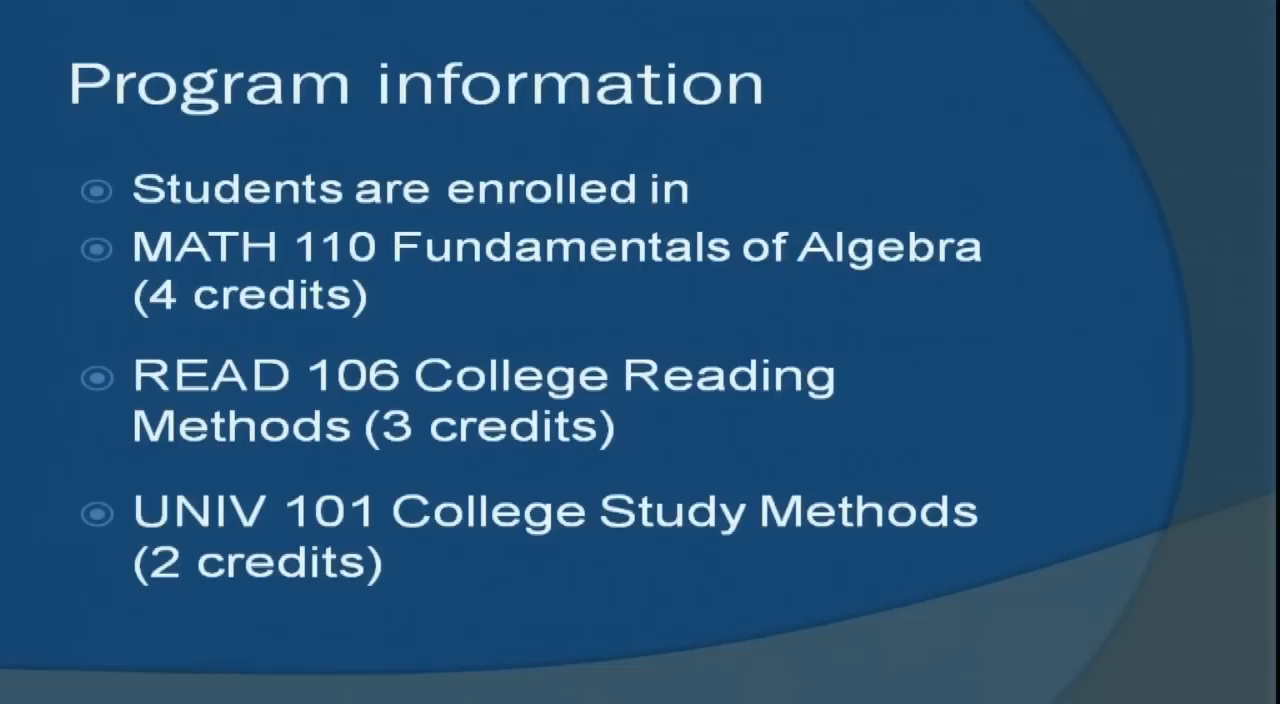 Program information
Students are enrolled in
MATH 110 Fundamentals of Algebra
(4 credits)
READ 106 College Reading
Methods (3 credits)
UNIV 101 College Study Methods
(2 credits)